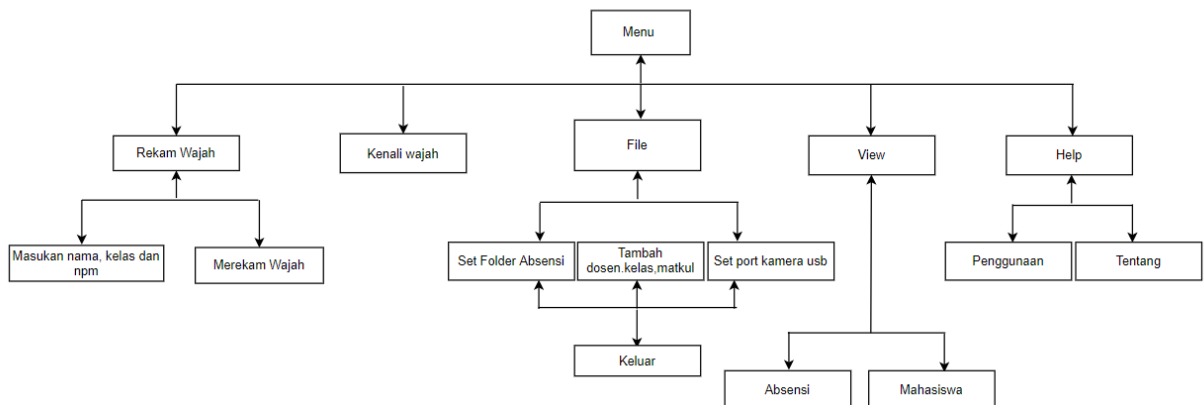 Menu
Rekam Wajah
Kenali wajah
File
View
Help
Masukan nama, kelas dan
npm
Merekam Wajah
Set Folder Absensi
Tambah
dosen.kelas,matkul
Set port kamera usb
Penggunaan
Tentang
Keluar
Absensi
Mahasiswa